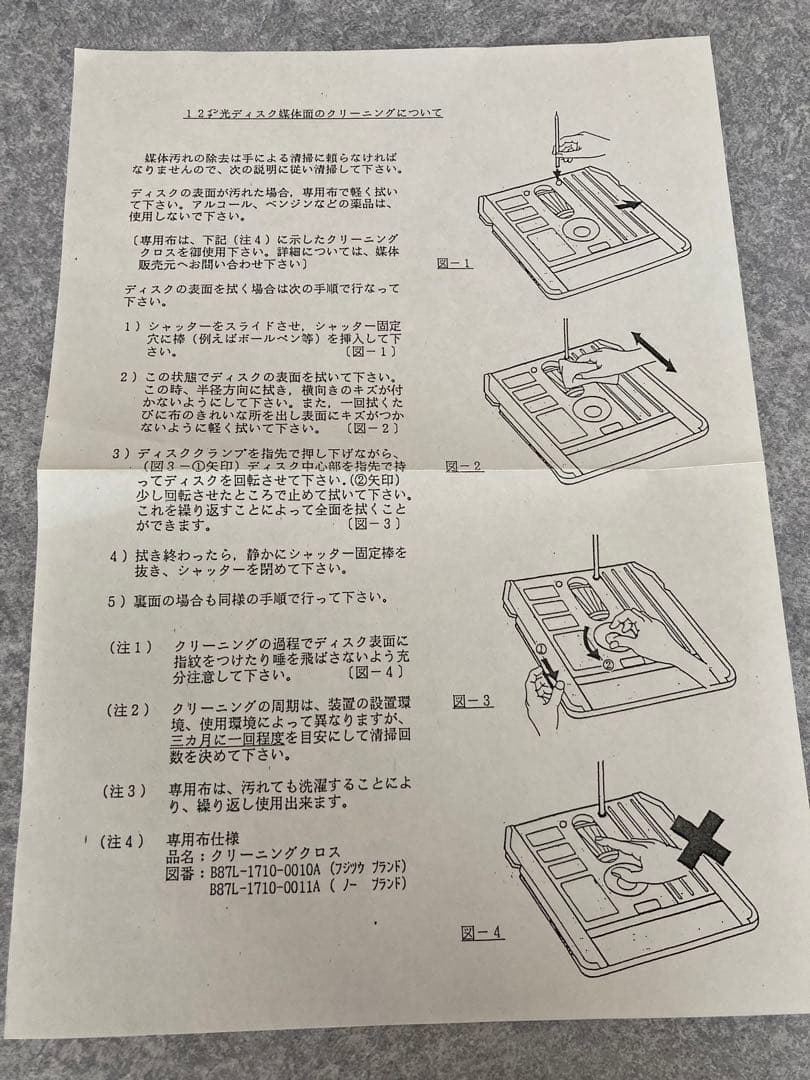 １２㌅光ディスク媒体面のクリーニングについて
媒体汚れの除去は手による清掃に頼らなければ
なりませんので、次の説明に従い清掃して下さい。
ディスクの表面が汚れた場合，専用布で軽く拭い
て下さい。アルコール、ベンジンなどの薬品は、
使用しないで下さい。
〔専用布は、下記（注４）に示したクリーニング
クロスを御使用下さい。詳細については、媒体
販売元へお問い合わせ下さい〕
ディスクの表面を拭く場合は次の手順で行なって
下さい。
１）シャッターをスライドさせ，シャッター固定
穴に棒（例えばボールペン等）を挿入して下
さい。 〔図－１〕
２）この状態でディスクの表面を拭いて下さい。
この時、半径方向に拭き，横向きのキズが付
かないようにして下さい。また，一回拭くた
びに布のきれいな所を出し表面にキズがつか
ないように軽く拭いて下さい。 〔図－２〕
３）ディスククランプを指先で押し下げながら、
（図３－①矢印）ディスク中心部を指先で持
ってディスクを回転させて下さい．(②矢印)
少し回転させたところで止めて拭いて下さい。
これを繰り返すことによって全面を拭くこと
ができます。 〔図－３〕
４）拭き終わったら，静かにシャッター固定棒を
抜き、シャッターを閉めて下さい。
５）裏面の場合も同様の手順で行って下さい。
（注１） クリーニングの過程でディスク表面に
指紋をつけたり唾を飛ばさないよう充
分注意して下さい。 〔図－４〕
（注２） クリーニングの周期は、装置の設置環
境、使用環境によって異なりますが、
三カ月に一回程度を目安にして清掃回
数を決めて下さい。
（注３） 専用布は、汚れても洗濯することによ
り、繰り返し使用出来ます。
（注４） 専用布仕様
品名：クリーニングクロス
図番：B87L-1710-0010A (フジツウ ブランド)
B87L-1710-0011A ( ノー ブランド)
図－１
図－２
①
②
図－３
図－４